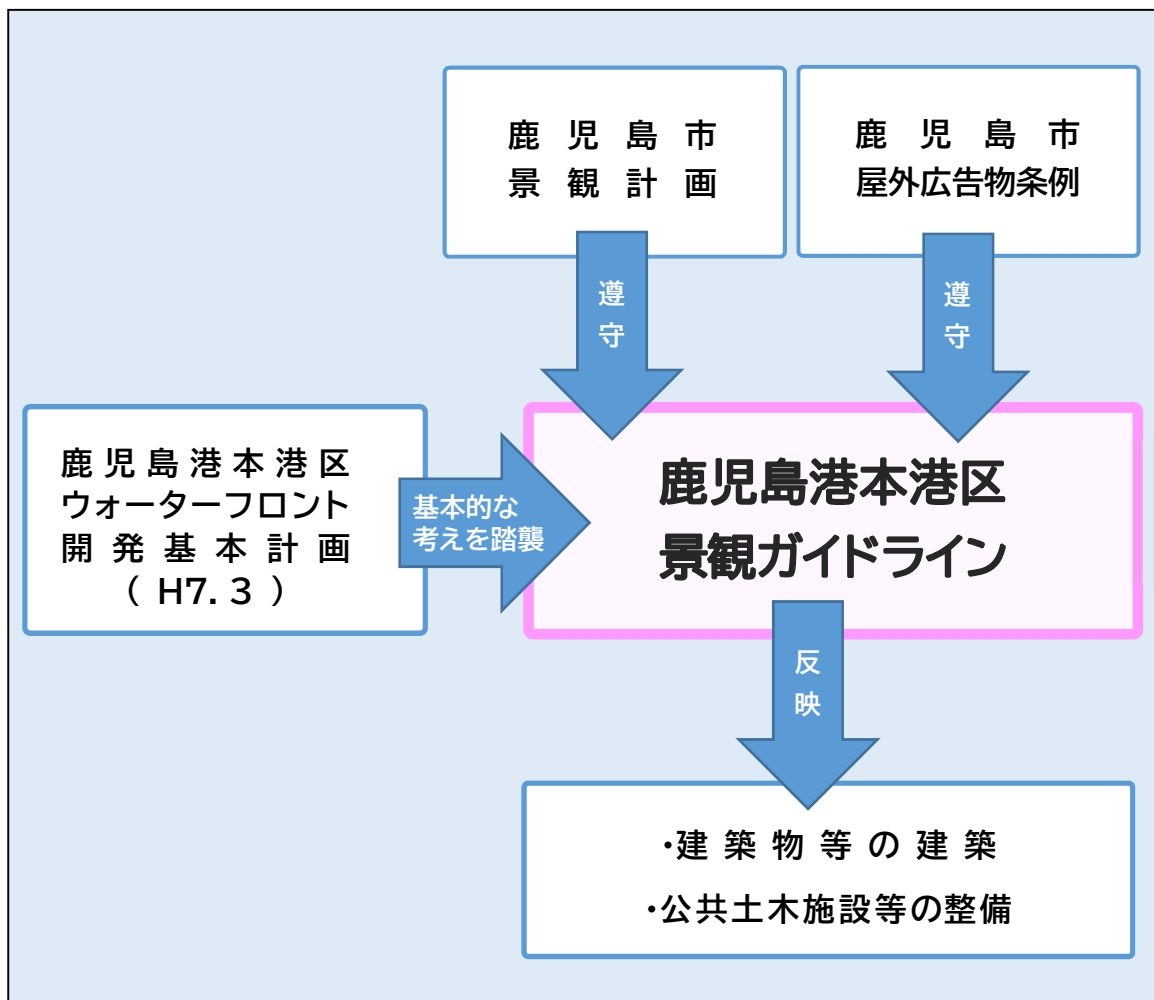 鹿児島市
景観計画
鹿児島市
屋外広告物条例
遵守
遵守
鹿児島港本港区
ウォーターフロント
開発基本計画
（H7.3）
基本的な
考えを踏襲
鹿児島港本港区
景観ガイドライン
反映
・建築物等の建築
・公共土木施設等の整備